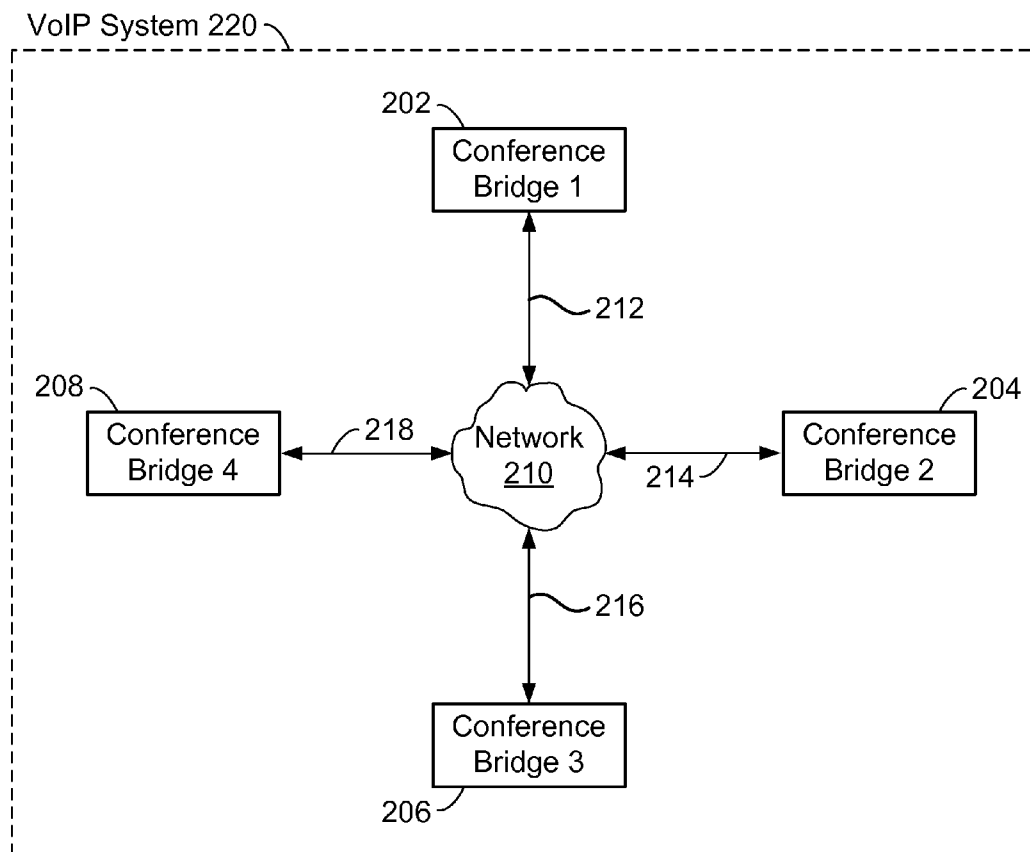 VoIP System 220
202
Conference
Bridge 1
212
208
Conference
Bridge 4
218
Network
210
204
Conference
Bridge 2
214
216
Conference
Bridge 3
206